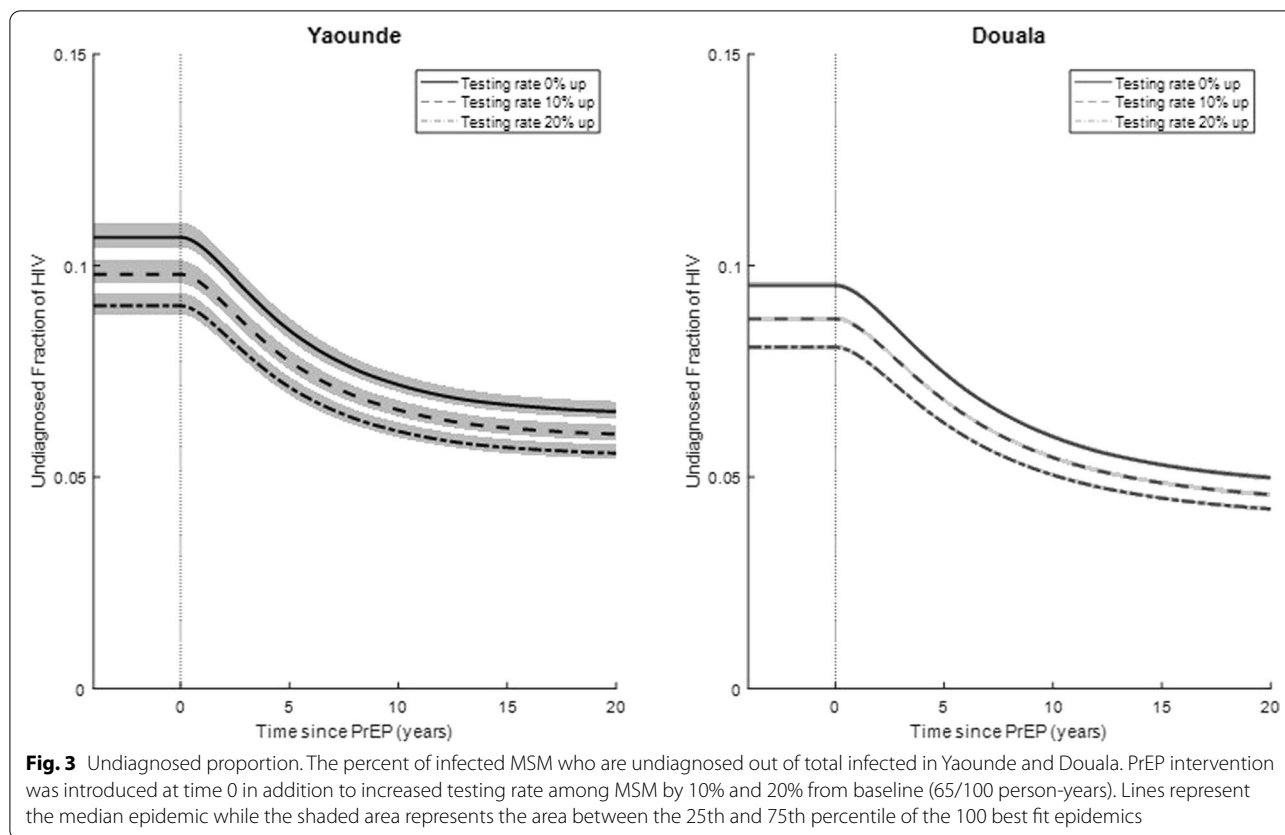 Yaounde
0.15
0.1
0.05
0
Undiagnosed Fraction of HIV
Testing rate 0% up
Testing rate 10% up
Testing rate 20% up
0 5 10 15 20
Time since PrEP (years)
Douala
0.15
0.1
0.05
0
Undiagnosed Fraction of HIV
Testing rate 0% up
Testing rate 10% up
Testing rate 20% up
0 5 10 15 20
Time since PrEP (years)
Fig. 3 Undiagnosed proportion. The percent of infected MSM who are undiagnosed out of total infected in Yaounde and Douala. PrEP intervention
was introduced at time 0 in addition to increased testing rate among MSM by 10% and 20% from baseline (65/100 person-years). Lines represent
the median epidemic while the shaded area represents the area between the 25th and 75th percentile of the 100 best fit epidemics